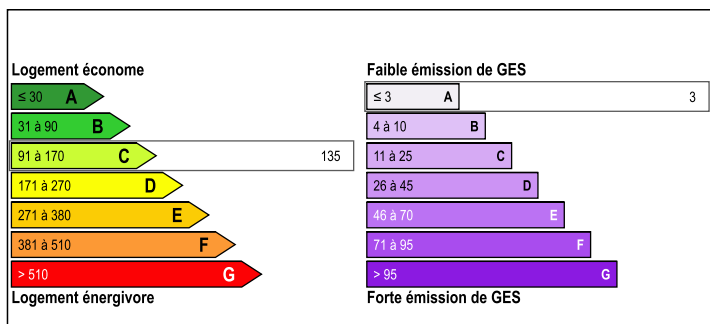 Logement économe
≤ 30 A
31 à 90 B
91 à 170 C 135
171 à 270 D
271 à 380 E
381 à 510 F
> 510 G
Logement énergivore
Faible émission de GES
≤ 3 A 3
4 à 10 B
11 à 25 C
26 à 45 D
46 à 70 E
71 à 95 F
> 95 G
Forte émission de GES